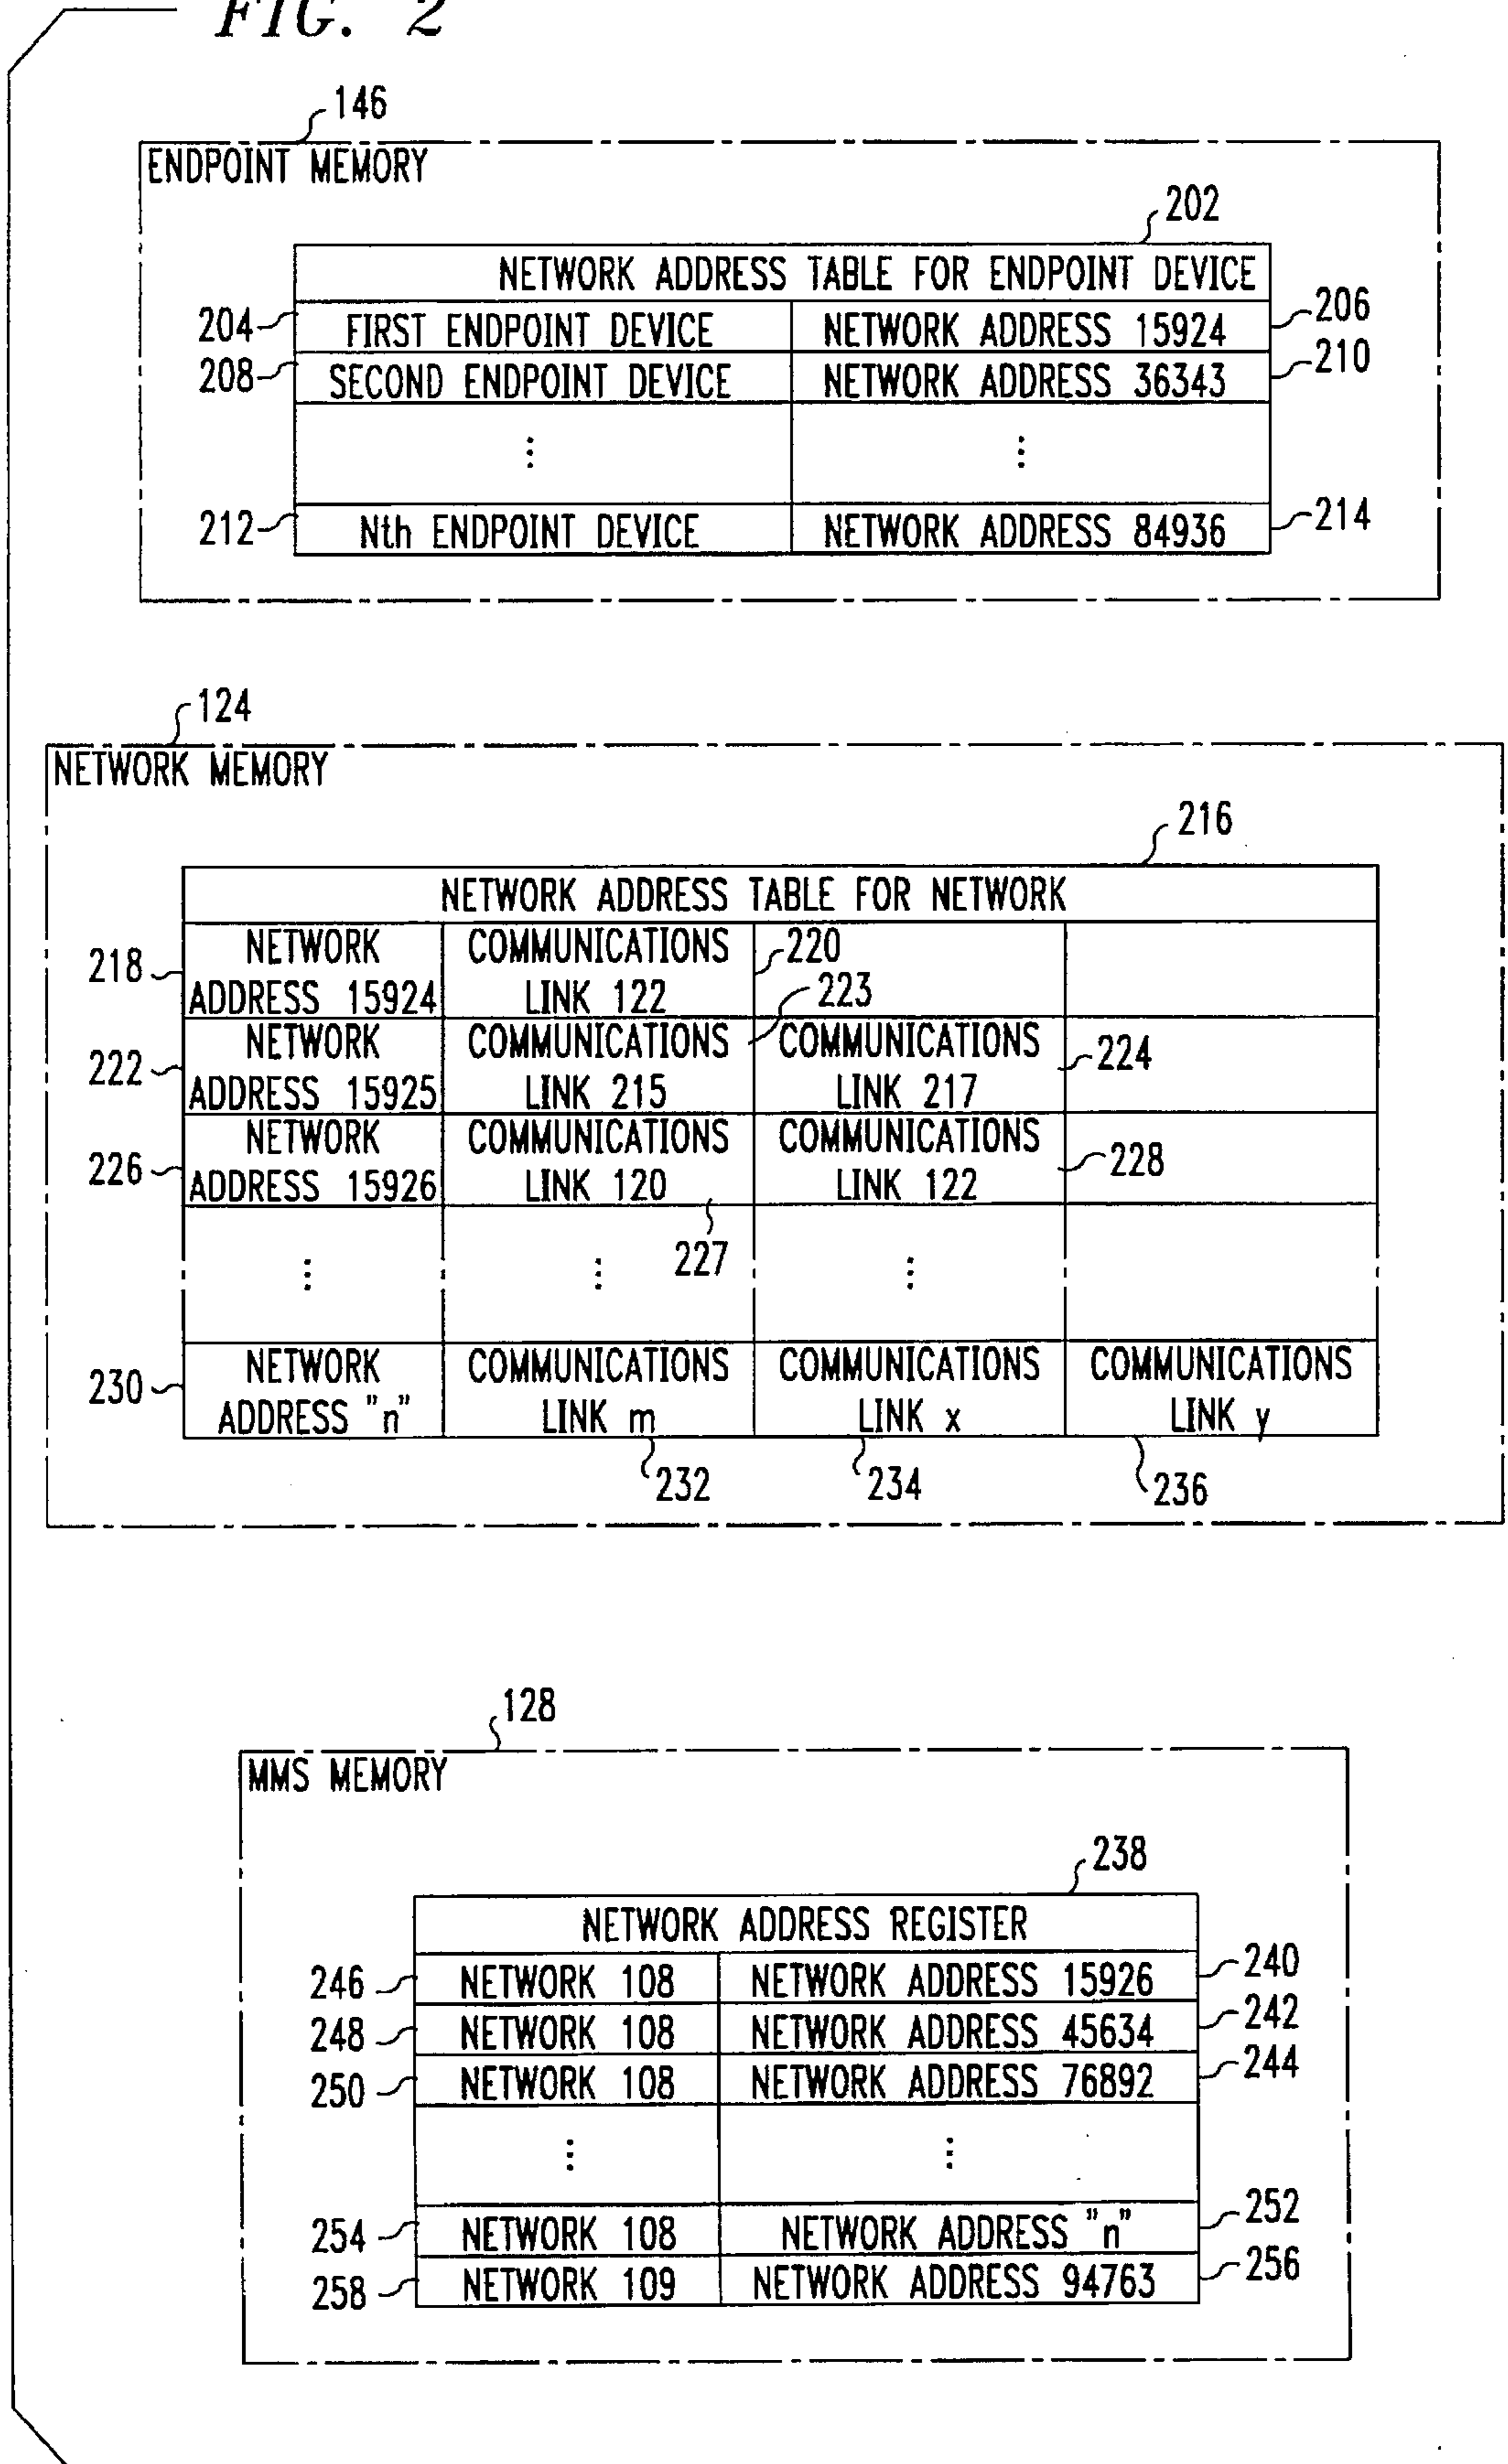 FIG. 2
146
ENDPOINT MEMORY
202
NETWORK ADDRESS TABLE FOR ENDPOINT DEVICE
204 FIRST ENDPOINT DEVICE NETWORK ADDRESS 15924 206
208 SECOND ENDPOINT DEVICE NETWORK ADDRESS 36343 210
⋮ ⋮
212 Nth ENDPOINT DEVICE NETWORK ADDRESS 84936 214
124
NETWORK MEMORY
216
NETWORK ADDRESS TABLE FOR NETWORK
218 NETWORK COMMUNICATIONS 220
ADDRESS 15924 LINK 122 223
222 NETWORK COMMUNICATIONS COMMUNICATIONS 224
ADDRESS 15925 LINK 215 LINK 217
226 NETWORK COMMUNICATIONS COMMUNICATIONS 228
ADDRESS 15926 LINK 120 LINK 122
227
⋮ ⋮ ⋮
230 NETWORK COMMUNICATIONS COMMUNICATIONS COMMUNICATIONS
ADDRESS "n" LINK m LINK x LINK y
232 234 236
128
MMS MEMORY
238
NETWORK ADDRESS REGISTER
246 NETWORK 108 NETWORK ADDRESS 15926 240
248 NETWORK 108 NETWORK ADDRESS 45634 242
250 NETWORK 108 NETWORK ADDRESS 76892 244
⋮ ⋮
254 NETWORK 108 NETWORK ADDRESS "n" 252
258 NETWORK 109 NETWORK ADDRESS 94763 256